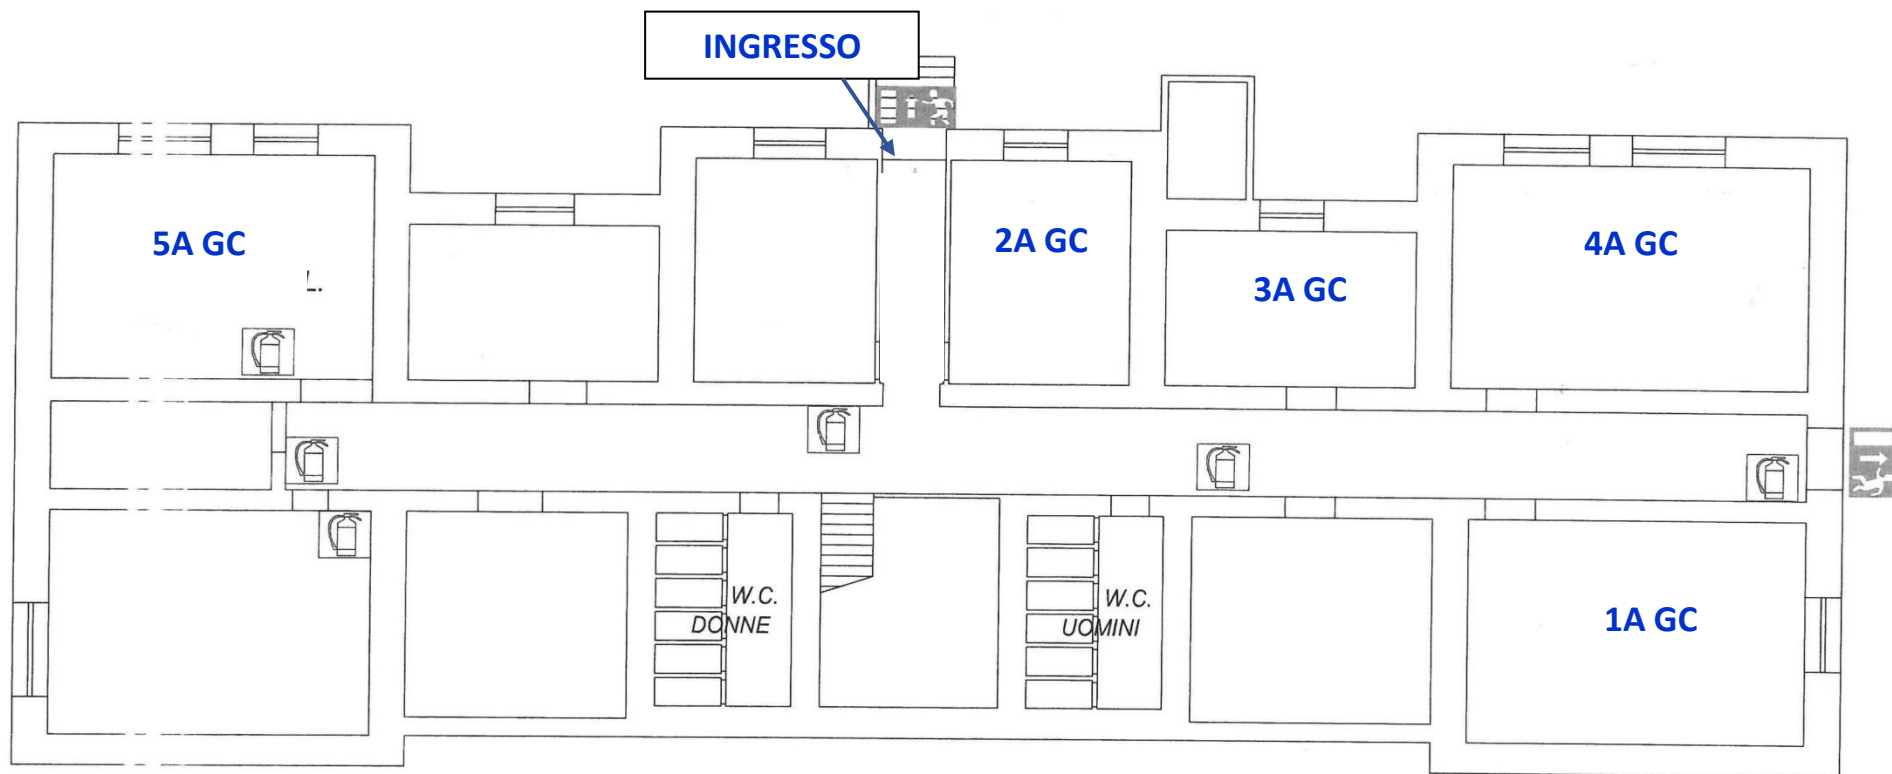 INGRESSO
5A GC
2A GC
3A GC
4A GC
L.
W.C.
DONNE
W.C.
UOMINI
1A GC